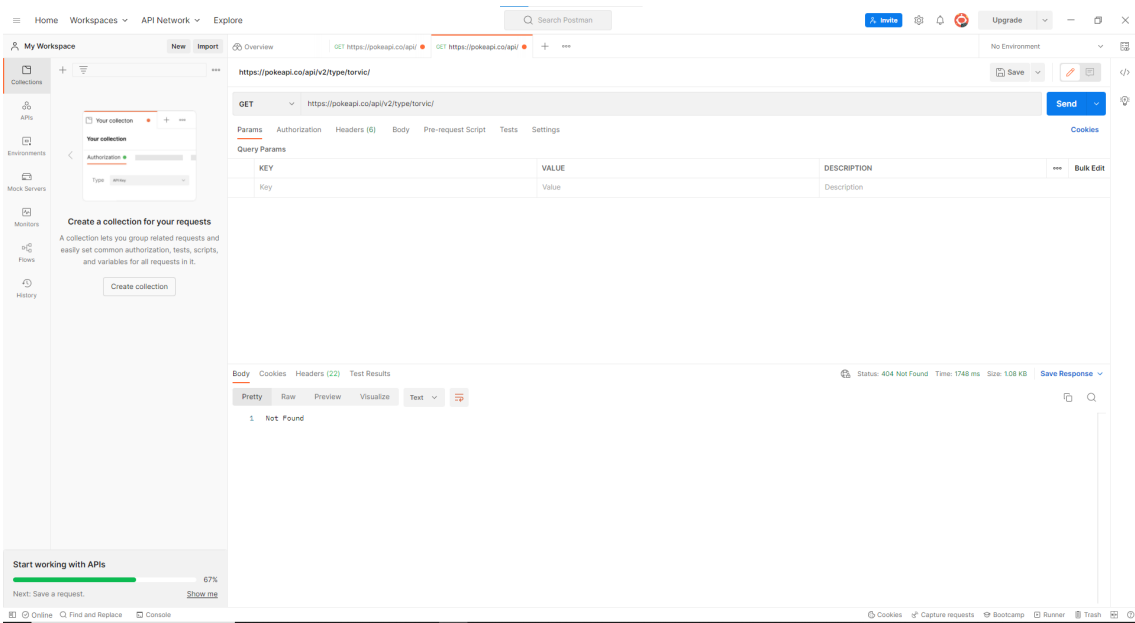 Home Workspaces API Network Explore Search Postman Invite Upgrade
My Workspace New Import Overview GET https://pokeapi.co/api/ GET https://pokeapi.co/api/ No Environment
Collections
https://pokeapi.co/api/v2/type/torvic/ Save
APIs
GET https://pokeapi.co/api/v2/type/torvic/ Send
Your collecton
Your collection
Authorization
Type
Params Authorization Headers (6) Body Pre-request Script Tests Settings Cookies
Environments
Query Params
KEY VALUE DESCRIPTION Bulk Edit
Key Value Description
Mock Servers
Monitors
Create a collection for your requests
A collection lets you group related requests and
easily set common authorization, tests, scripts,
and variables for all requests in it.
Flows
Create collection
History
Body Cookies Headers (22) Test Results Status: 404 Not Found Time: 1748 ms Size: 1.08 KB Save Response
Pretty Raw Preview Visualize Text
1 Not Found
Start working with APIs
67%
Next: Save a request. Show me
Online Find and Replace Console Cookies Capture requests Bootcamp Runner Trash